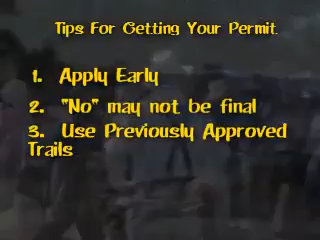 Tips For Getting Your Permit
1. Apply Early
2. "No" may not be final
3. Use Previously Approved
Trails